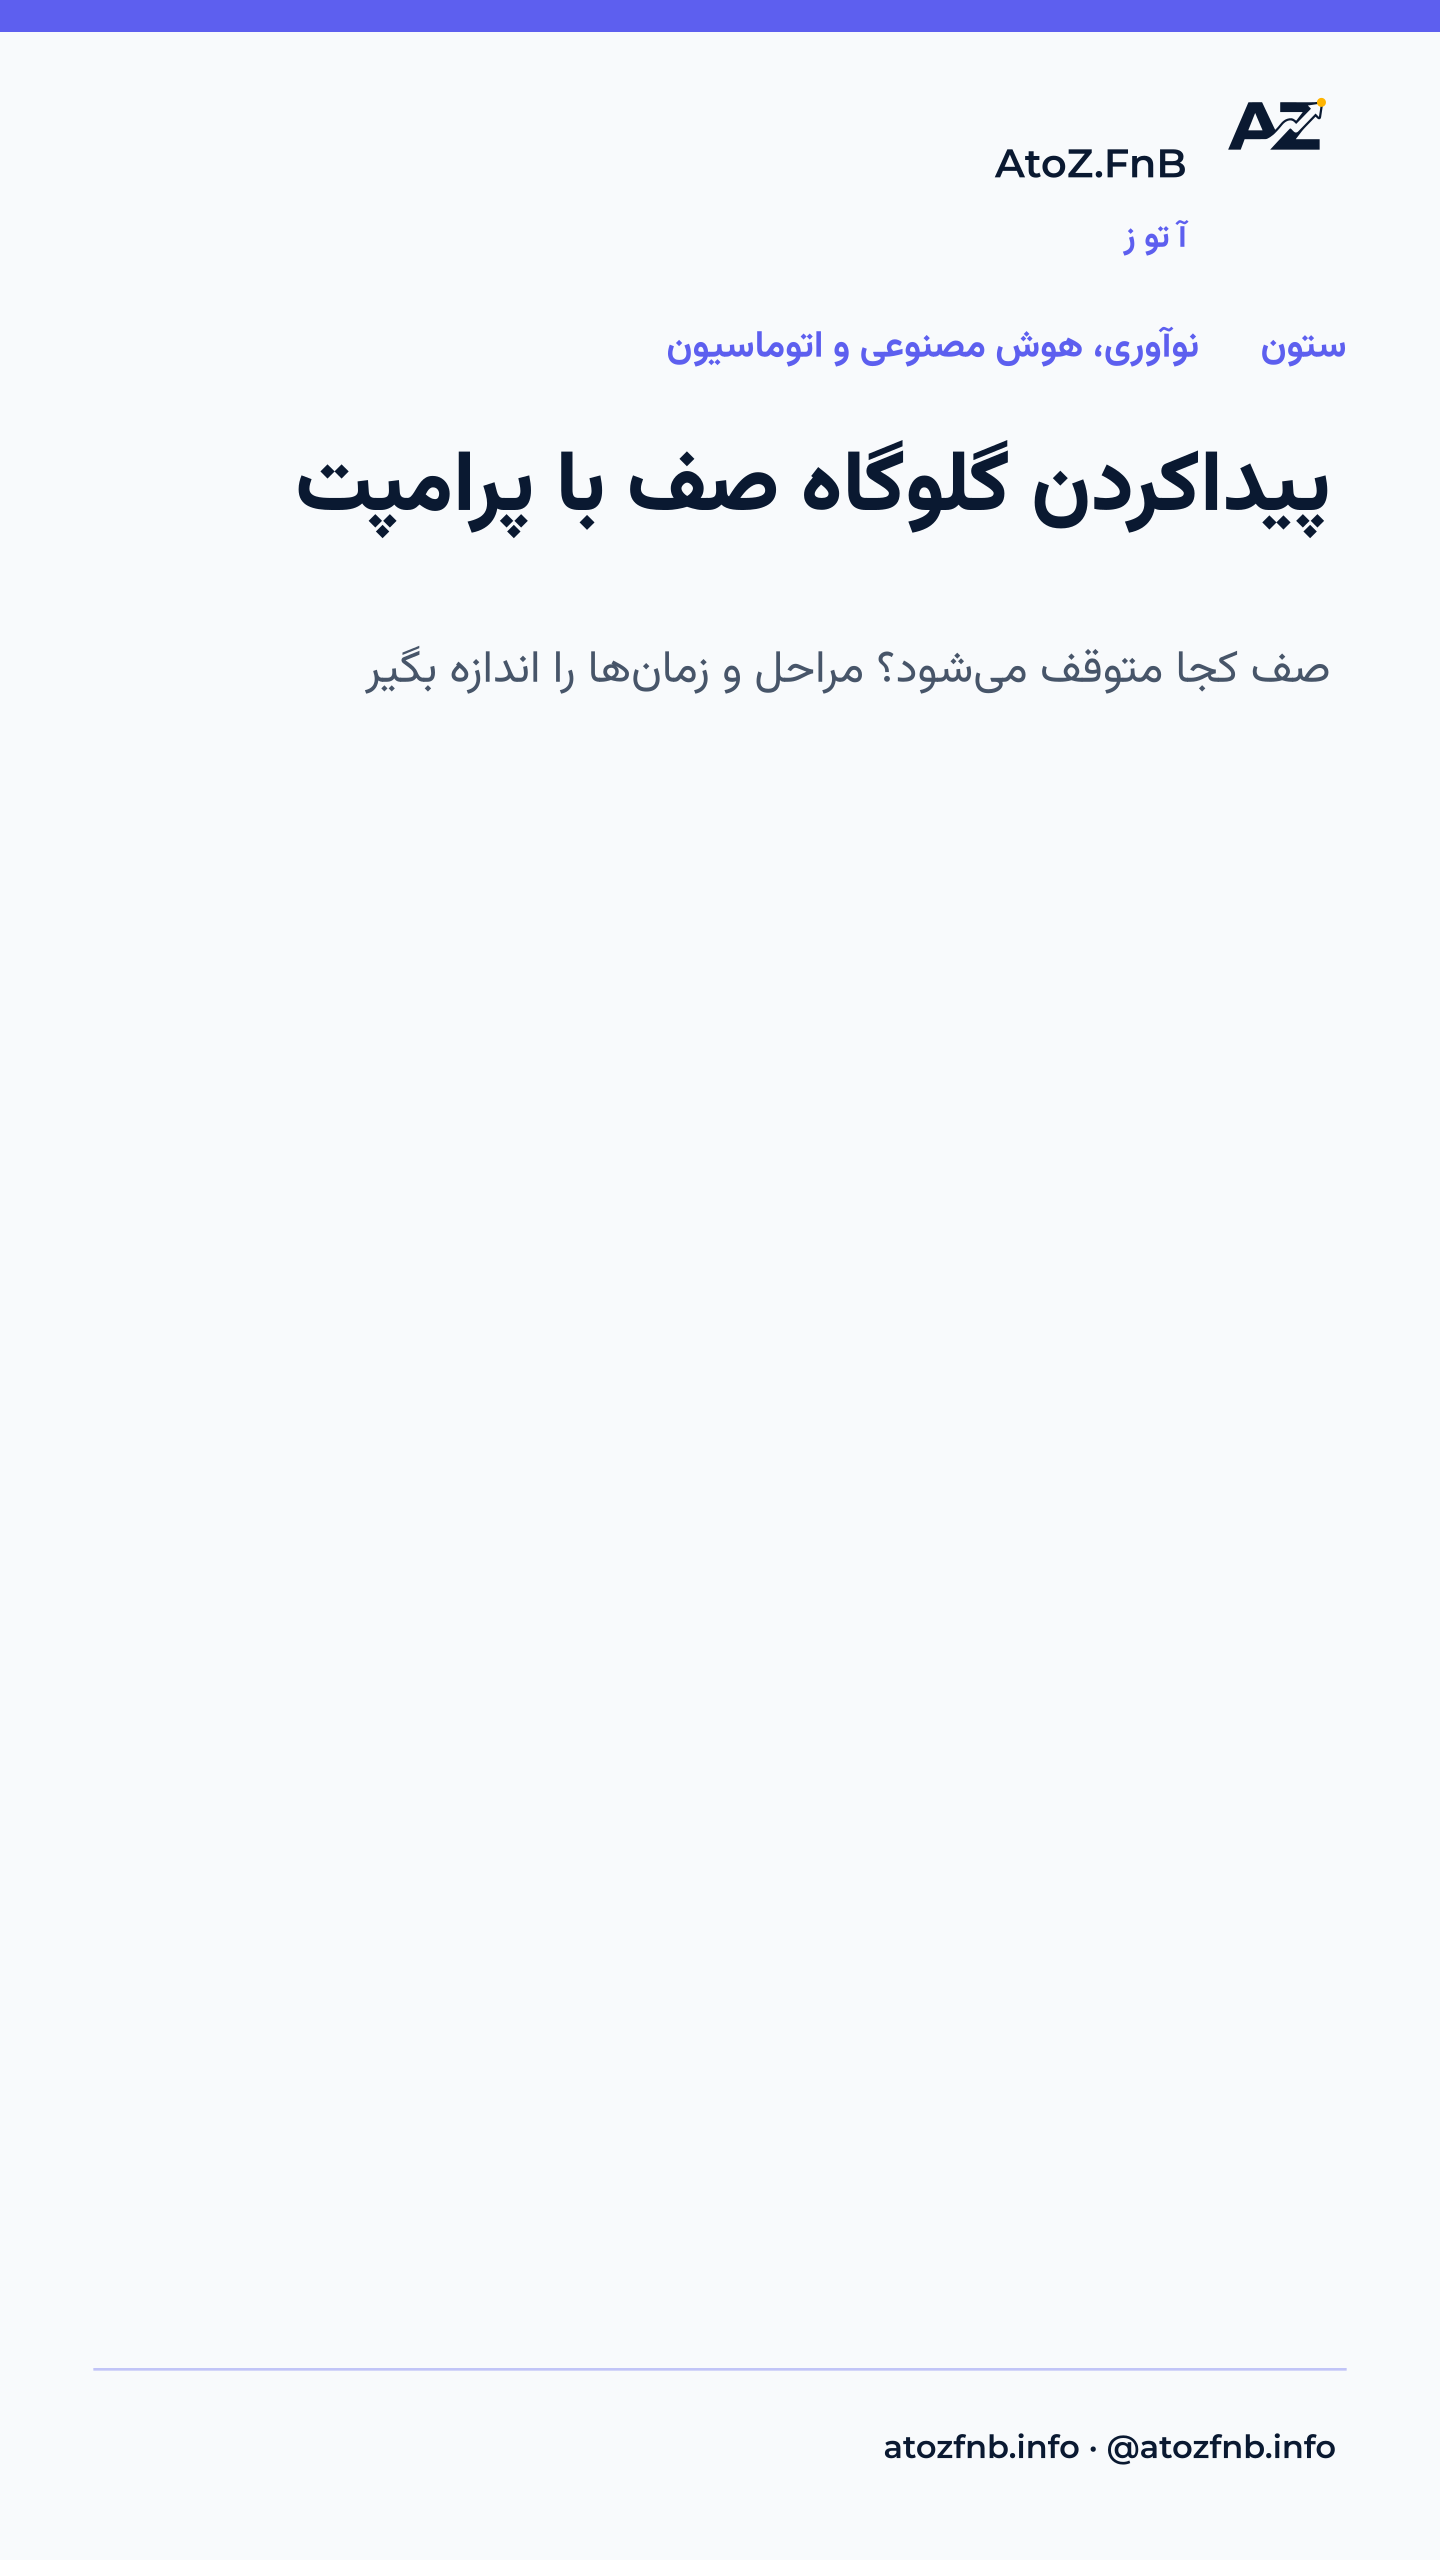 AZ
AtoZ.FnB
آ تو ز
ستون نوآوری، هوش مصنوعی و اتوماسیون
پیداکردن گلوگاه صف با پرامپت
صف کجا متوقف می‌شود؟ مراحل و زمان‌ها را اندازه بگیر
atozfnb.info · @atozfnb.info